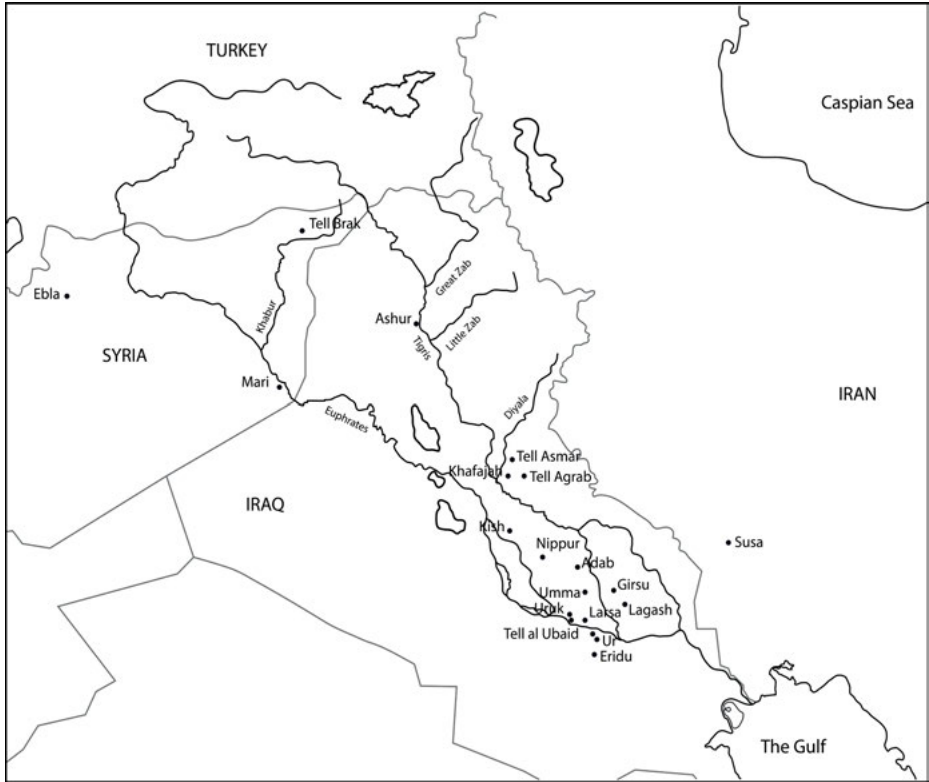 TURKEY
Caspian Sea
Tell Brak
Great Zab
Ebla
Khabur
Ashur
Tigris
Little Zab
SYRIA
Mari
IRAN
Euphrates
Diyala
Tell Asmar
Khafajah
Tell Agrab
IRAQ
Kish
Nippur
Susa
Adab
Umma
Girsu
Uruk
Larsa
Lagash
Tell al Ubaid
Ur
Eridu
The Gulf